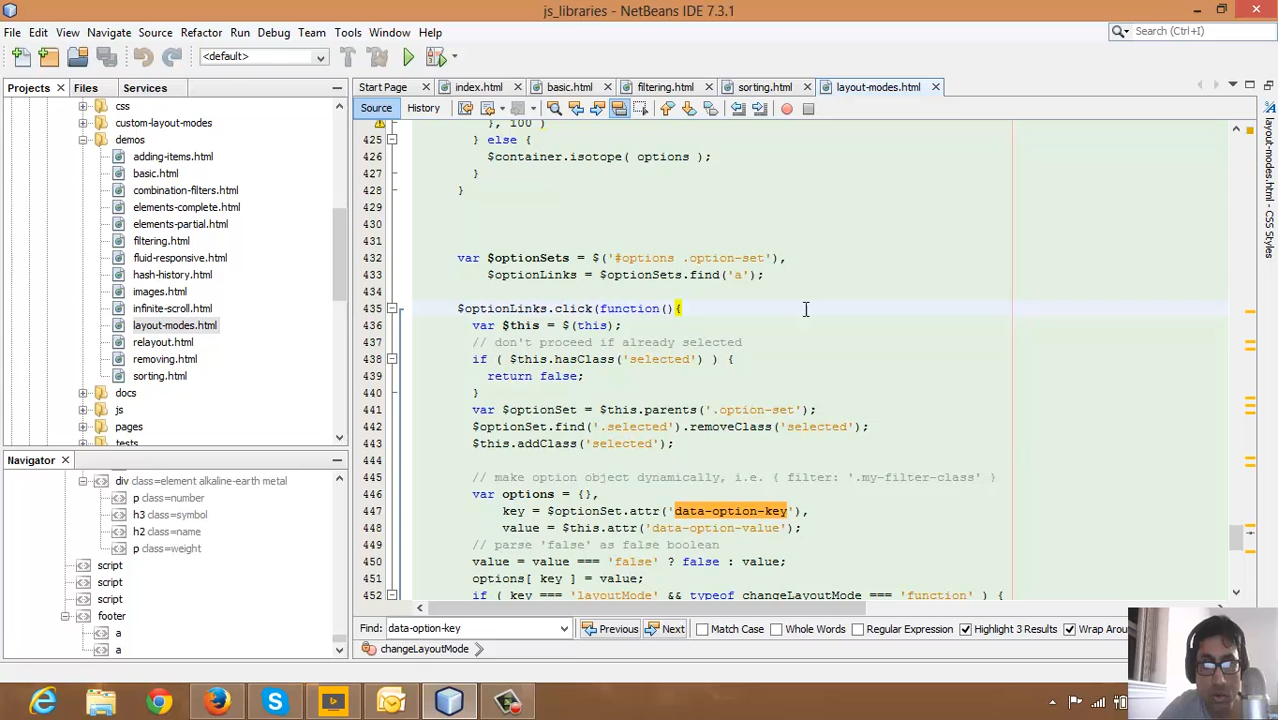 js_libraries - NetBeans IDE 7.3.1
File Edit View Navigate Source Refactor Run Debug Team Tools Window Help
Search (Ctrl+I)
<default>
Projects Files Services
Start Page index.html basic.html filtering.html sorting.html layout-modes.html
Source History
css
custom-layout-modes
demos
adding-items.html
basic.html
combination-filters.html
elements-complete.html
elements-partial.html
filtering.html
fluid-responsive.html
hash-history.html
images.html
infinite-scroll.html
layout-modes.html
relayout.html
removing.html
sorting.html
docs
js
pages
tests
Navigator
div class=element alkaline-earth metal
p class=number
h3 class=symbol
h2 class=name
p class=weight
script
script
script
footer
a
a
}, 100 )
425 } else {
426 $container.isotope( options );
427 }
428 }
429
430
431
432 var $optionSets = $('#options .option-set'),
433 $optionLinks = $optionSets.find('a');
434
435 $optionLinks.click(function(){
436 var $this = $(this);
437 // don't proceed if already selected
438 if ( $this.hasClass('selected') ) {
439 return false;
440 }
441 var $optionSet = $this.parents('.option-set');
442 $optionSet.find('.selected').removeClass('selected');
443 $this.addClass('selected');
444
445 // make option object dynamically, i.e. { filter: '.my-filter-class' }
446 var options = {},
447 key = $optionSet.attr('data-option-key'),
448 value = $this.attr('data-option-value');
449 // parse 'false' as false boolean
450 value = value === 'false' ? false : value;
451 options[ key ] = value;
452 if ( key === 'layoutMode' && typeof changeLayoutMode === 'function' ) {
layout-modes.html - CSS Styles
Find: data-option-key Previous Next Match Case Whole Words Regular Expression Highlight 3 Results Wrap Aroun
changeLayoutMode